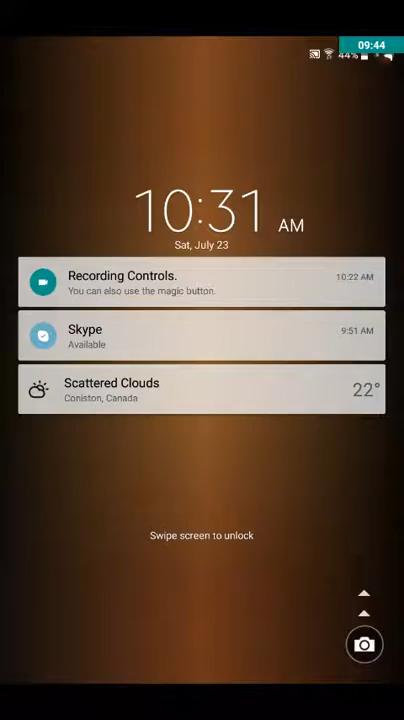 09:44
44%
10:31 AM
Sat, July 23
Recording Controls. 10:22 AM
You can also use the magic button.
Skype 9:51 AM
Available
Scattered Clouds 22°
Coniston, Canada
Swipe screen to unlock